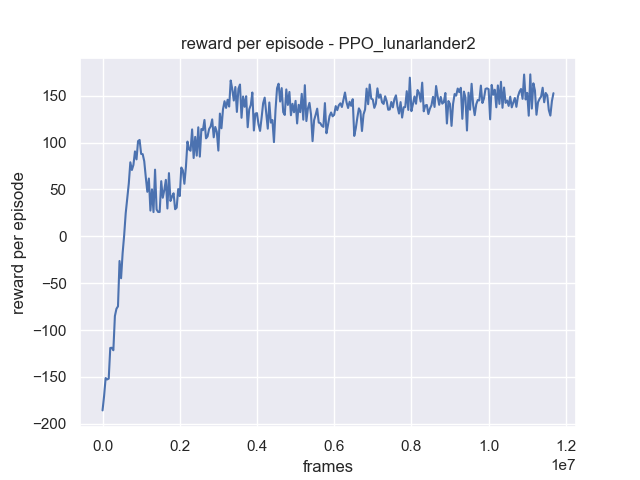 reward per episode - PPO_lunarlander2
reward per episode
150
100
50
0
−50
−100
−150
−200
0.0 0.2 0.4 0.6 0.8 1.0 1.2
1e7
frames